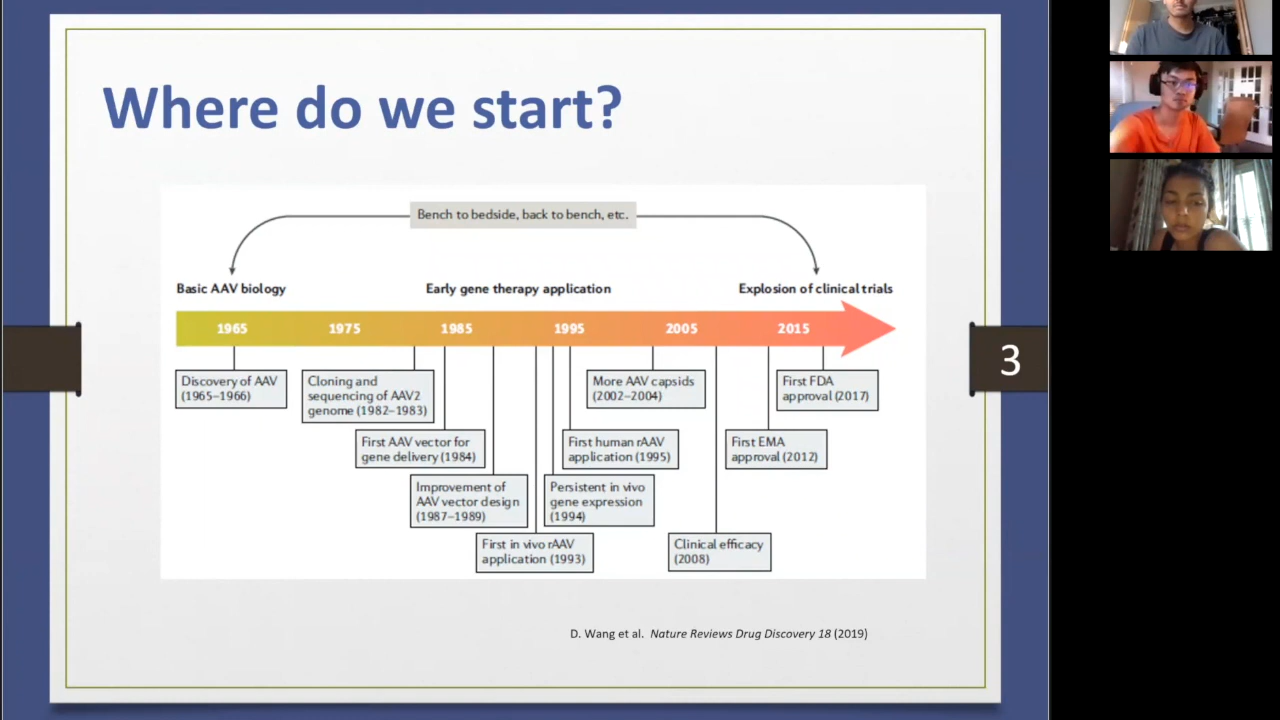 Where do we start?
Bench to bedside, back to bench, etc.
Basic AAV biology
Early gene therapy application
Explosion of clinical trials
1965 1975 1985 1995 2005 2015
Discovery of AAV
(1965–1966)
Cloning and
sequencing of AAV2
genome (1982–1983)
More AAV capsids
(2002–2004)
First FDA
approval (2017)
First AAV vector for
gene delivery (1984)
First human rAAV
application (1995)
First EMA
approval (2012)
Improvement of
AAV vector design
(1987–1989)
Persistent in vivo
gene expression
(1994)
First in vivo rAAV
application (1993)
Clinical efficacy
(2008)
3
D. Wang et al. Nature Reviews Drug Discovery 18 (2019)